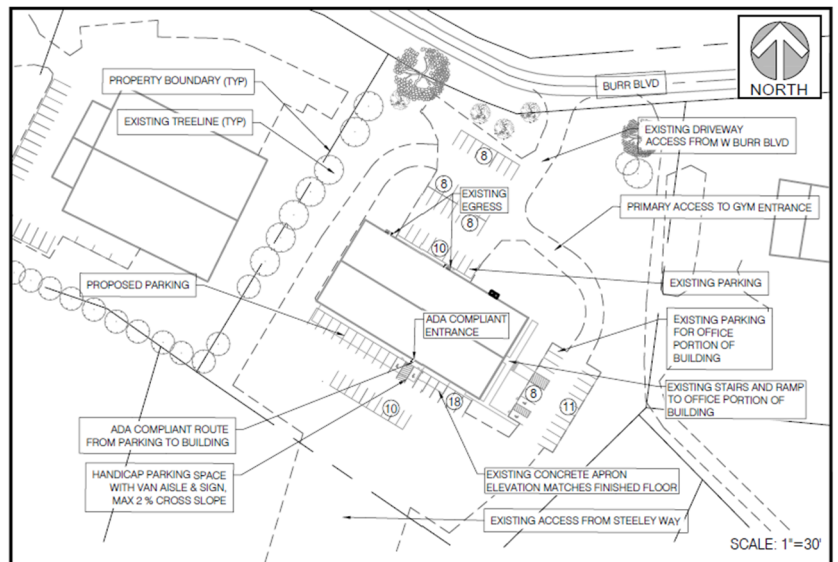 NORTH
BURR BLVD
PROPERTY BOUNDARY (TYP)
EXISTING TREELINE (TYP)
EXISTING DRIVEWAY
ACCESS FROM W BURR BLVD
8
8
EXISTING
EGRESS
8
PRIMARY ACCESS TO GYM ENTRANCE
10
PROPOSED PARKING
EXISTING PARKING
ADA COMPLIANT
ENTRANCE
EXISTING PARKING
FOR OFFICE
PORTION OF
BUILDING
EXISTING STAIRS AND RAMP
TO OFFICE PORTION OF
BUILDING
8
18
10
11
ADA COMPLIANT ROUTE
FROM PARKING TO BUILDING
HANDICAP PARKING SPACE
WITH VAN AISLE & SIGN,
MAX 2 % CROSS SLOPE
EXISTING CONCRETE APRON
ELEVATION MATCHES FINISHED FLOOR
EXISTING ACCESS FROM STEELEY WAY
SCALE: 1"=30'